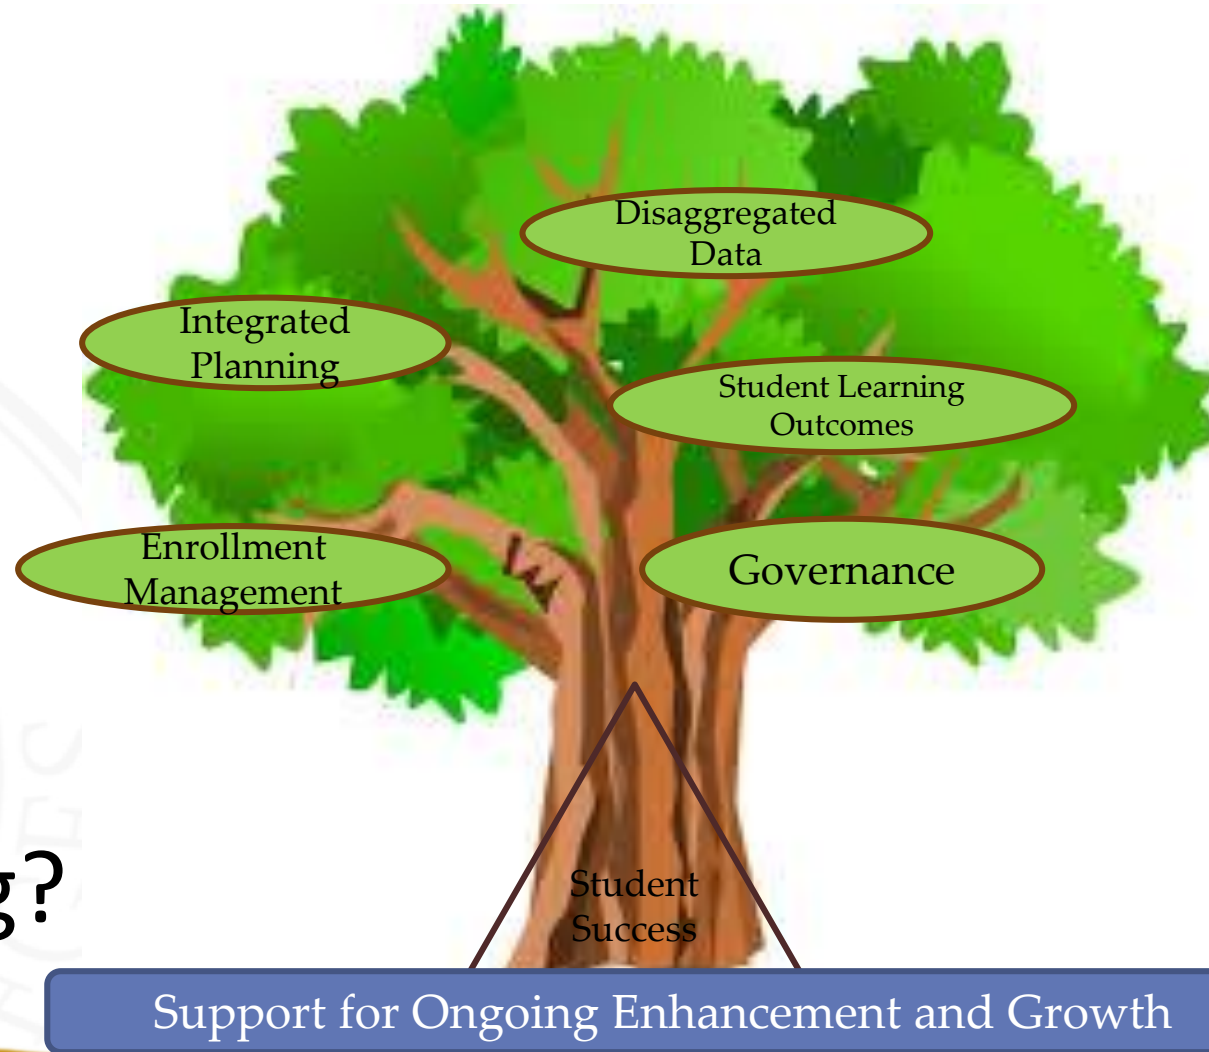 Disaggregated
Data
Integrated
Planning
Student Learning
Outcomes
Enrollment
Management
Governance
g?
Student
Success
Support for Ongoing Enhancement and Growth